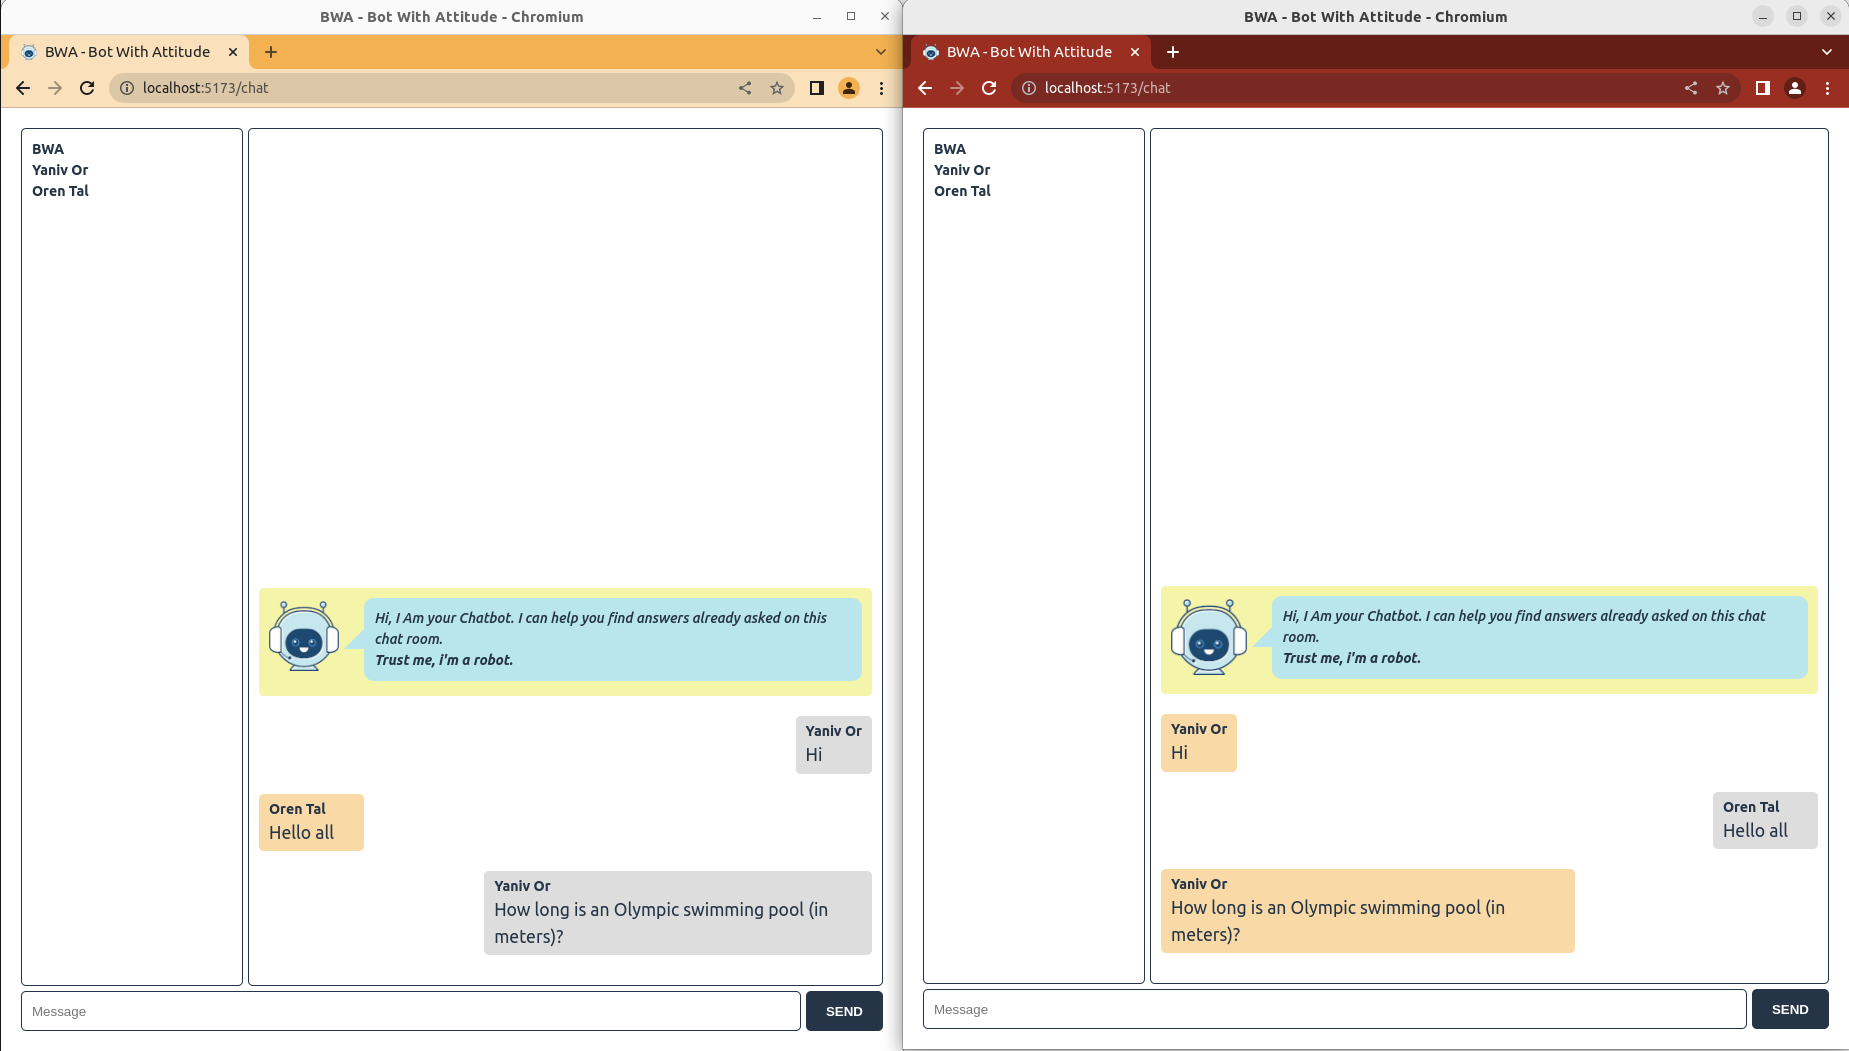 BWA - Bot With Attitude - Chromium
BWA - Bot With Attitude
localhost:5173/chat
BWA
Yaniv Or
Oren Tal
Hi, I Am your Chatbot. I can help you find answers already asked on this
chat room.
Trust me, i'm a robot.
Yaniv Or
Hi
Oren Tal
Hello all
Yaniv Or
How long is an Olympic swimming pool (in
meters)?
Message
SEND
BWA - Bot With Attitude - Chromium
BWA - Bot With Attitude
localhost:5173/chat
BWA
Yaniv Or
Oren Tal
Hi, I Am your Chatbot. I can help you find answers already asked on this chat
room.
Trust me, i'm a robot.
Yaniv Or
Hi
Oren Tal
Hello all
Yaniv Or
How long is an Olympic swimming pool (in
meters)?
Message
SEND